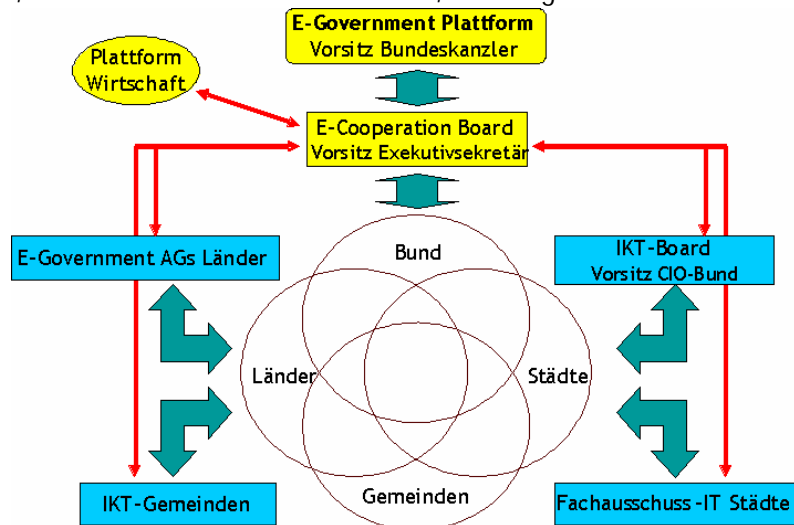 E-Government Plattform
Vorsitz Bundeskanzler
Plattform
Wirtschaft
E-Cooperation Board
Vorsitz Exekutivsekretär
E-Government AGs Länder
Bund
IKT-Board
Vorsitz CIO-Bund
Länder
Städte
IKT-Gemeinden
Gemeinden
Fachausschuss-IT Städte